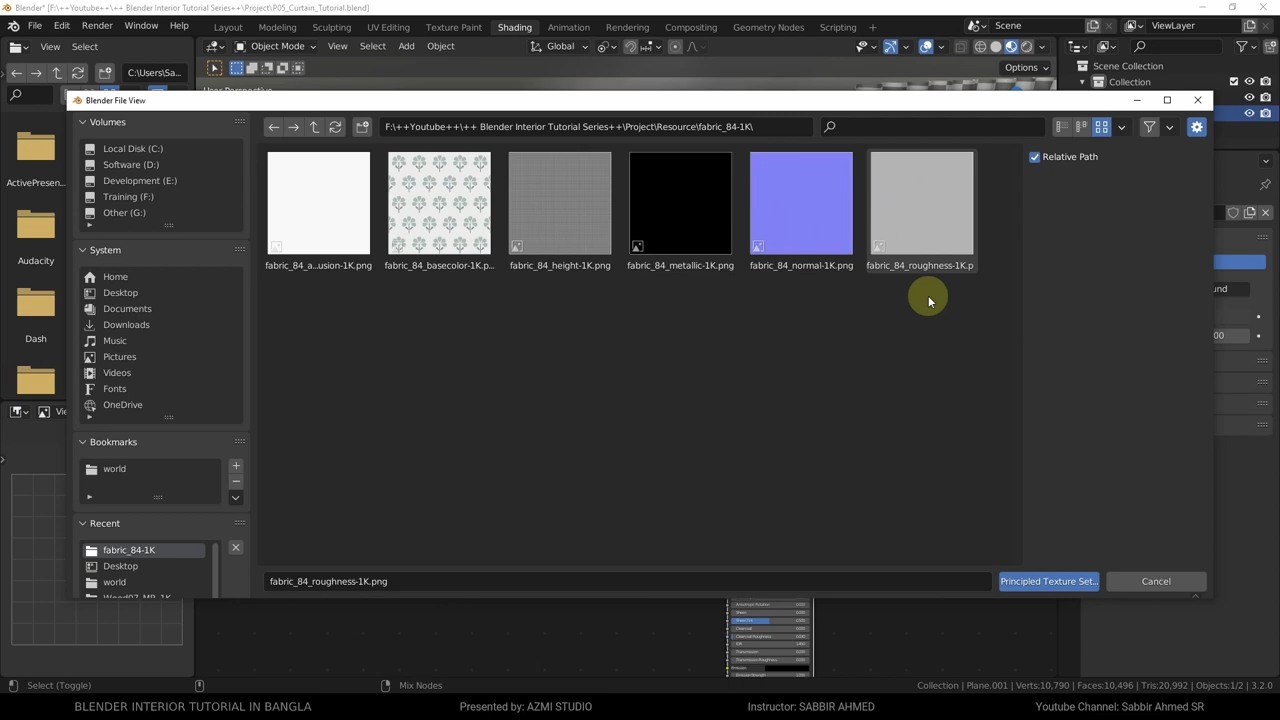 Blender* [F:\++Youtube++\++ Blender Interior Tutorial Series++\Project\P05_Curtain_Tutorial.blend]
File Edit Render Window Help Layout Modeling Sculpting UV Editing Texture Paint Shading Animation Rendering Compositing Geometry Nodes Scripting + Scene ViewLayer
View Select Object Mode View Select Add Object Global
C:\Users\Sa... Options Scene Collection
Collection
Blender File View
Volumes F:\++Youtube++\++ Blender Interior Tutorial Series++\Project\Resource\fabric_84-1K\
Local Disk (C:) Relative Path
Software (D:)
Development (E:)
Training (F:)
Other (G:)
ActivePresen...
System
fabric_84_a...usion-1K.png fabric_84_basecolor-1K.p... fabric_84_height-1K.png fabric_84_metallic-1K.png fabric_84_normal-1K.png fabric_84_roughness-1K.p
Home
Desktop
Audacity
Documents
Downloads
Music
Dash
Pictures
Videos
Fonts
OneDrive
Bookmarks
world
Recent
fabric_84-1K
Desktop
world
fabric_84_roughness-1K.png Principled Texture Set.. Cancel
Select (Toggle) Mix Nodes Collection | Plane.001 | Verts:10,790 | Faces:10,496 | Tris:20,992 | Objects:1/2 | 3.2.0
BLENDER INTERIOR TUTORIAL IN BANGLA Presented by: AZMI STUDIO Instructor: SABBIR AHMED Youtube Channel: Sabbir Ahmed SR